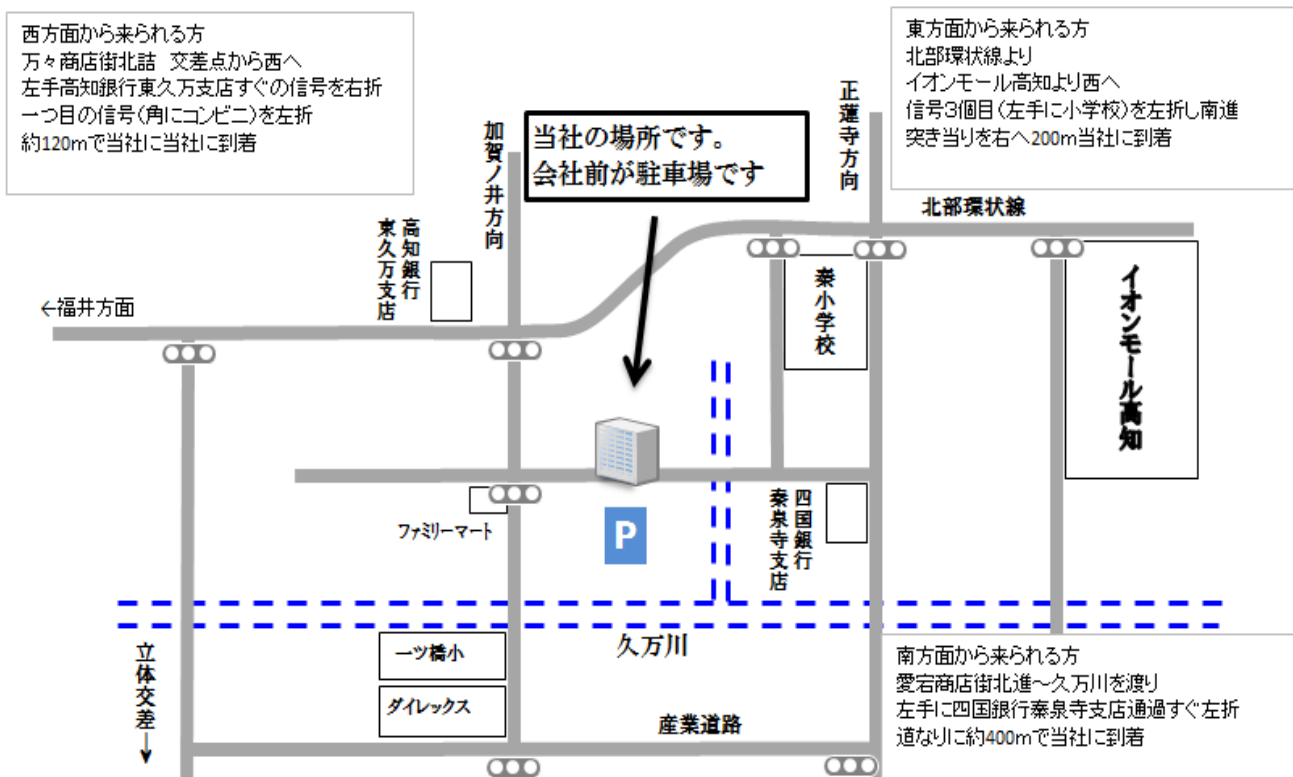 西方面から来られる方
万々商店街北詰　交差点から西へ
左手高知銀行東久万支店すぐの信号を右折
一つ目の信号(角にコンビニ)を左折
約120mで当社に当社に到着
東方面から来られる方
北部環状線より
イオンモール高知より西へ
信号3個目(左手に小学校)を左折し南進
突き当りを右へ200m当社に到着
当社の場所です。
会社前が駐車場です
加賀ノ井方向
正蓮寺方向
北部環状線
高知銀行
東久万支店
←福井方面
秦小学校
イオンモール高知
ファミリーマート
P
四国銀行
秦泉寺支店
久万川
一ツ橋小
ダイレックス
立体交差→
産業道路
南方面から来られる方
愛宕商店街北進～久万川を渡り
左手に四国銀行秦泉寺支店通過すぐ左折
道なりに約400mで当社に到着